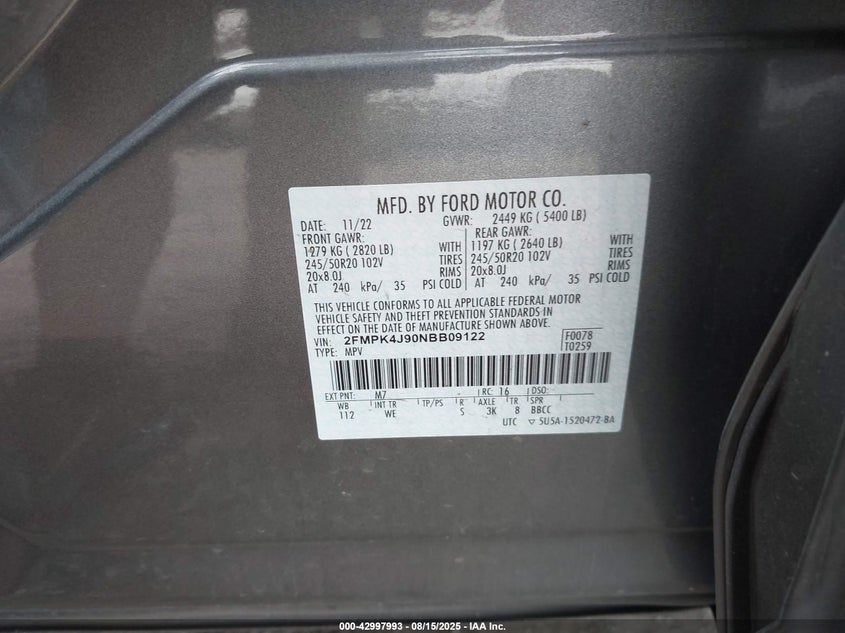 MFD. BY FORD MOTOR CO.
DATE: 11/22 GVWR: 2449 KG ( 5400 LB)
FRONT GAWR: REAR GAWR:
1279 KG ( 2820 LB) WITH 1197 KG ( 2640 LB) WITH
245/50R20 102V TIRES 245/50R20 102V TIRES
20x8.0J RIMS 20x8.0J RIMS
AT 240 kPa/ 35 PSI COLD AT 240 kPa/ 35 PSI COLD
THIS VEHICLE CONFORMS TO ALL APPLICABLE FEDERAL MOTOR
VEHICLE SAFETY AND THEFT PREVENTION STANDARDS IN
EFFECT ON THE DATE OF MANUFACTURE SHOWN ABOVE.
VIN: 2FMPK4J90NBB09122 F0078
TYPE: MPV T0259
EXT PNT: M7 RC: 16 DSO:
WB INT TR TP/PS R AXLE TR SPR
112 WE S 3K 8 BBCC
UTC ▽ 5U5A-1520472-BA
000-42997993 - 08/15/2025 - IAA Inc.